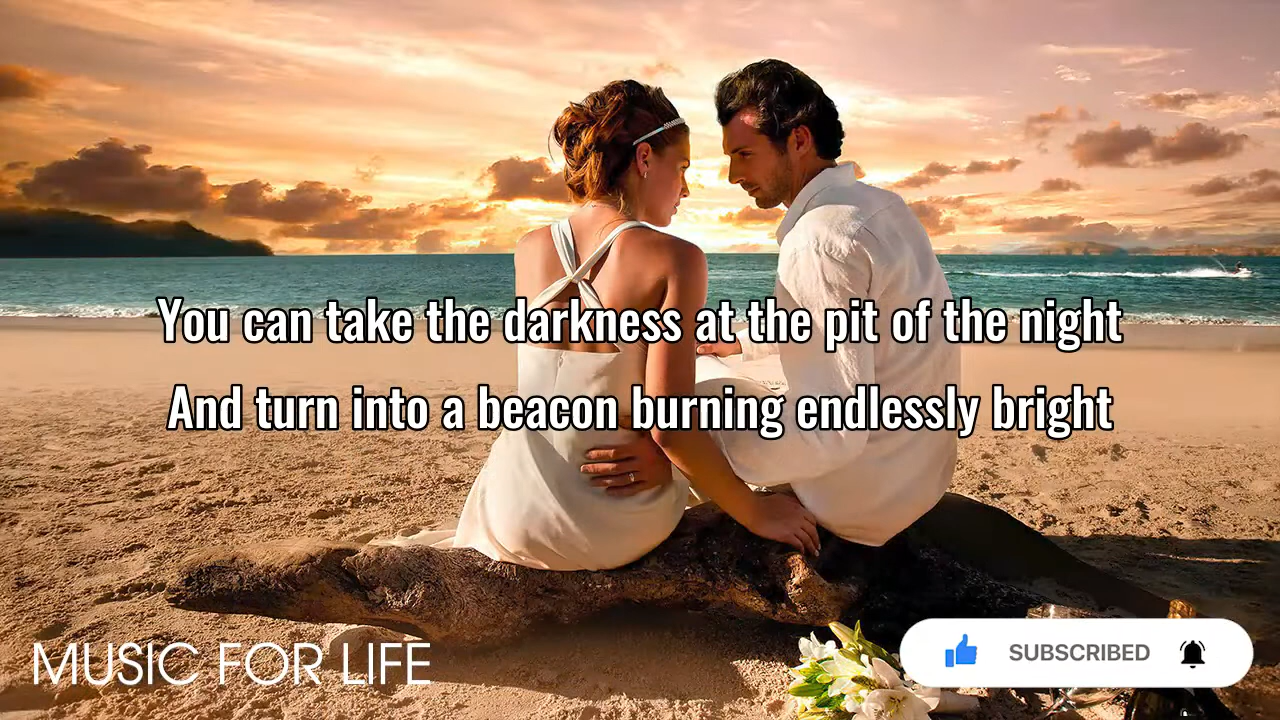 You can take the darkness at the pit of the night
And turn into a beacon burning endlessly bright
MUSIC FOR LIFE
SUBSCRIBED